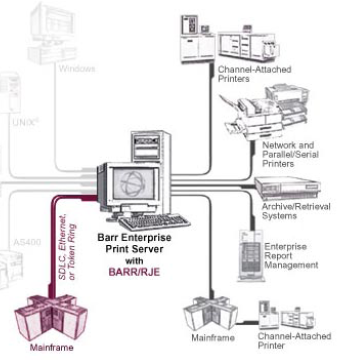 Windows
Channel-Attached
Printers
UNIX®
Network and
Parallel/Serial
Printers
Archive/Retrieval
Systems
SDLC, Ethernet,
or Token Ring
Barr Enterprise
Print Server
with
BARR/RJE
AS400
Enterprise
Report
Management
Mainframe
Mainframe
Channel-Attached
Printer